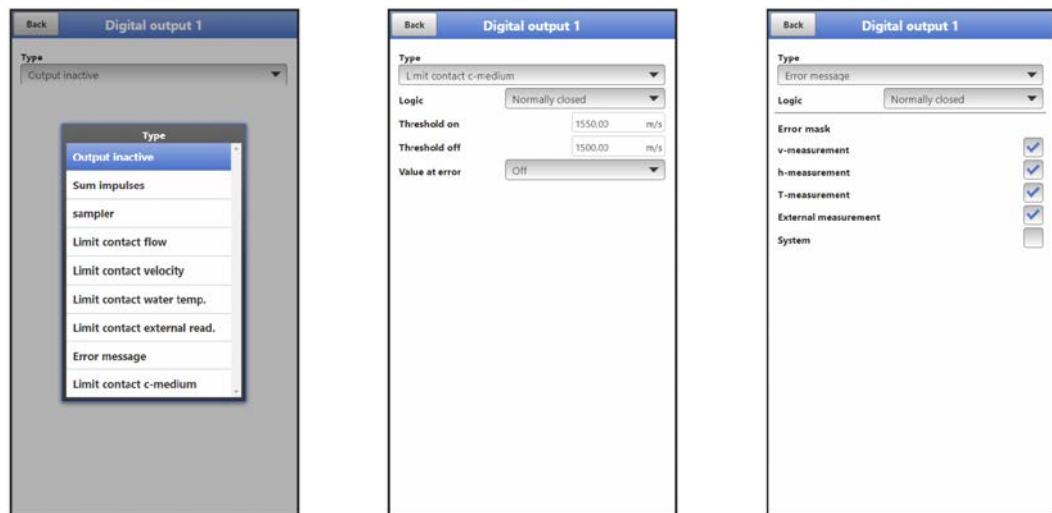 Back Digital output 1
Type
Output inactive
Type
Output inactive
Sum impulses
sampler
Limit contact flow
Limit contact velocity
Limit contact water temp.
Limit contact external read.
Error message
Limit contact c-medium
Back Digital output 1
Type
Limit contact c-medium
Logic Normally closed
Threshold on 1550.00 m/s
Threshold off 1500.00 m/s
Value at error Off
Back Digital output 1
Type
Error message
Logic Normally closed
Error mask
v-measurement
h-measurement
T-measurement
External measurement
System